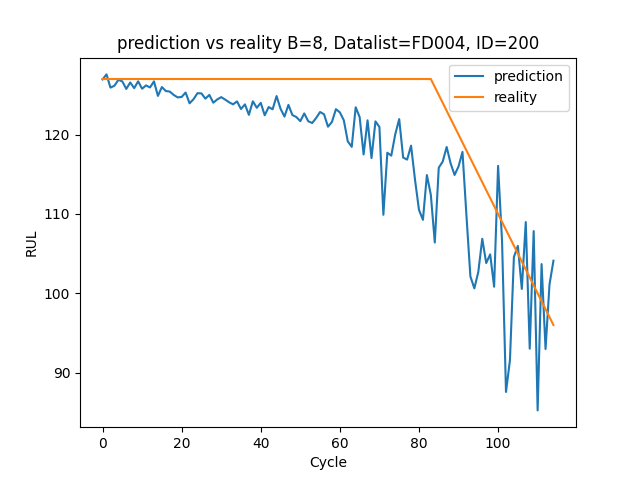 prediction vs reality B=8, Datalist=FD004, ID=200
prediction
reality
120
110
100
90
RUL
0 20 40 60 80 100
Cycle